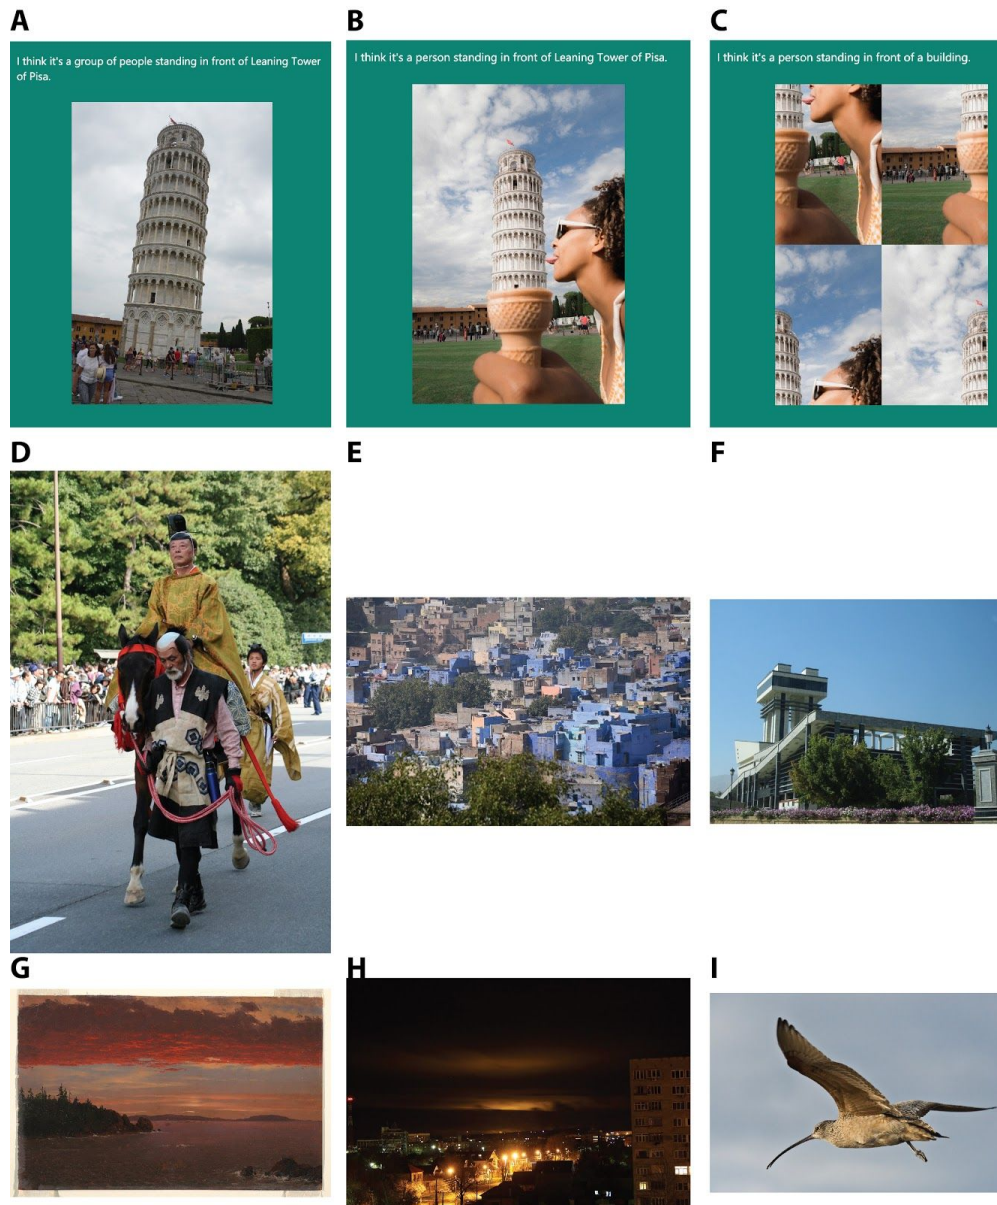 A
B
C
I think it's a group of people standing in front of Leaning Tower
of Pisa.
I think it's a person standing in front of Leaning Tower of Pisa.
I think it's a person standing in front of a building.
D
E
F
G
H
I